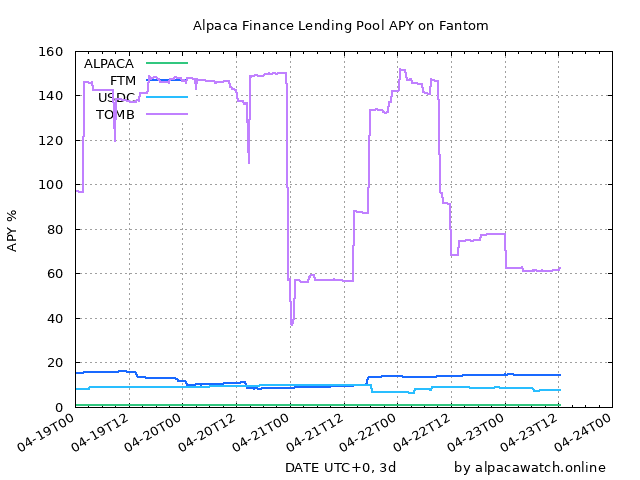 Alpaca Finance Lending Pool APY on Fantom
160
140
120
100
80
60
40
20
0
APY %
ALPACA
FTM
USDC
TOMB
04-19T00
04-19T12
04-20T00
04-20T12
04-21T00
04-21T12
04-22T00
04-22T12
04-23T00
04-23T12
04-24T00
DATE UTC+0, 3d
by alpacawatch.online